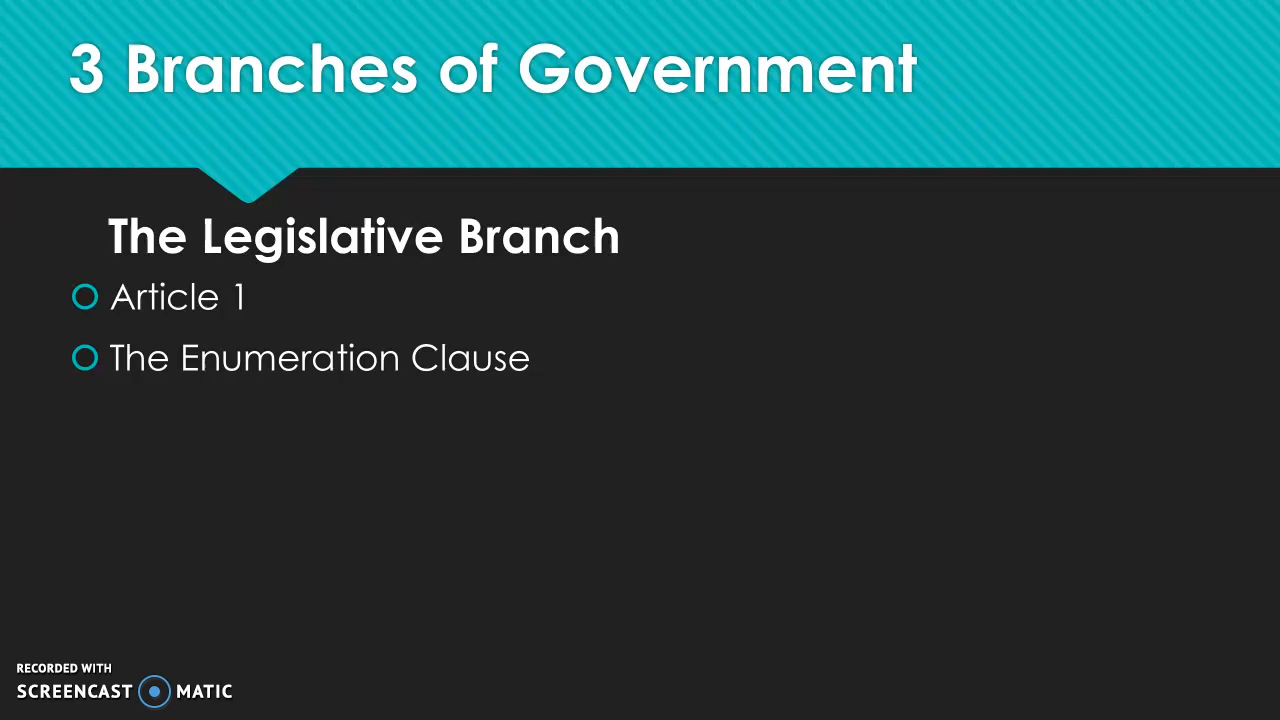 3 Branches of Government
The Legislative Branch
Article 1
The Enumeration Clause
RECORDED WITH
SCREENCAST MATIC